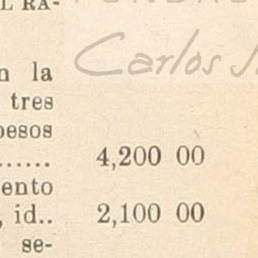 L RA-
n la
Carlos
tres
pesos
...... 4,200 00
ento
, id.. 2,100 00
se-